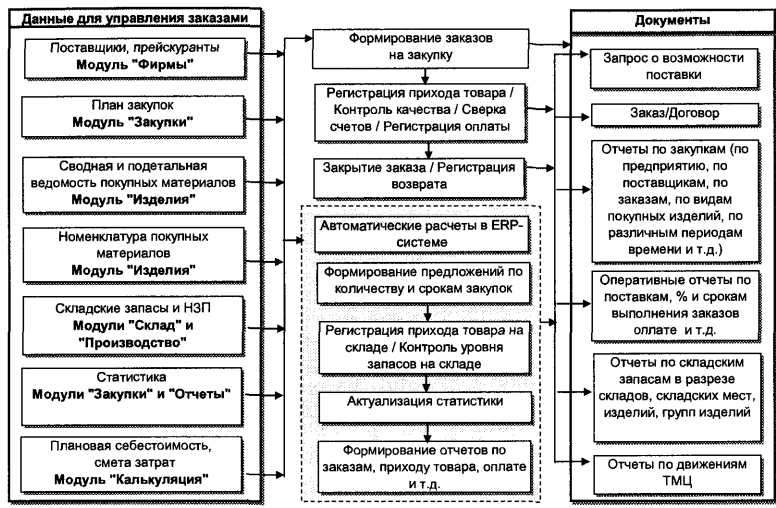 Данные для управления заказами
Поставщики, прейскуранты
Модуль "Фирмы"
План закупок
Модуль "Закупки"
Сводная и подетальная
ведомость покупных материалов
Модуль "Изделия"
Номенклатура покупных
материалов
Модуль "Изделия"
Складские запасы и НЗП
Модули "Склад" и
"Производство"
Статистика
Модули "Закупки" и "Отчеты"
Плановая себестоимость,
смета затрат
Модуль "Калькуляция"
Формирование заказов
на закупку
Регистрация прихода товара /
Контроль качества / Сверка
счетов / Регистрация оплаты
Закрытие заказа / Регистрация
возврата
Автоматические расчеты в ERP-
системе
Формирование предложений по
количеству и срокам закупок
Регистрация прихода товара на
складе / Контроль уровня
запасов на складе
Актуализация статистики
Формирование отчетов по
заказам, приходу товара, оплате
и т.д.
Документы
Запрос о возможности
поставки
Заказ/Договор
Отчеты по закупкам (по
предприятию, по
поставщикам, по
заказам, по видам
покупных изделий, по
различным периодам
времени и т.д.)
Оперативные отчеты по
поставкам, % и срокам
выполнения заказов
оплате и т.д.
Отчеты по складским
запасам в разрезе
складов, складских мест,
изделий, групп изделий
Отчеты по движениям
ТМЦ